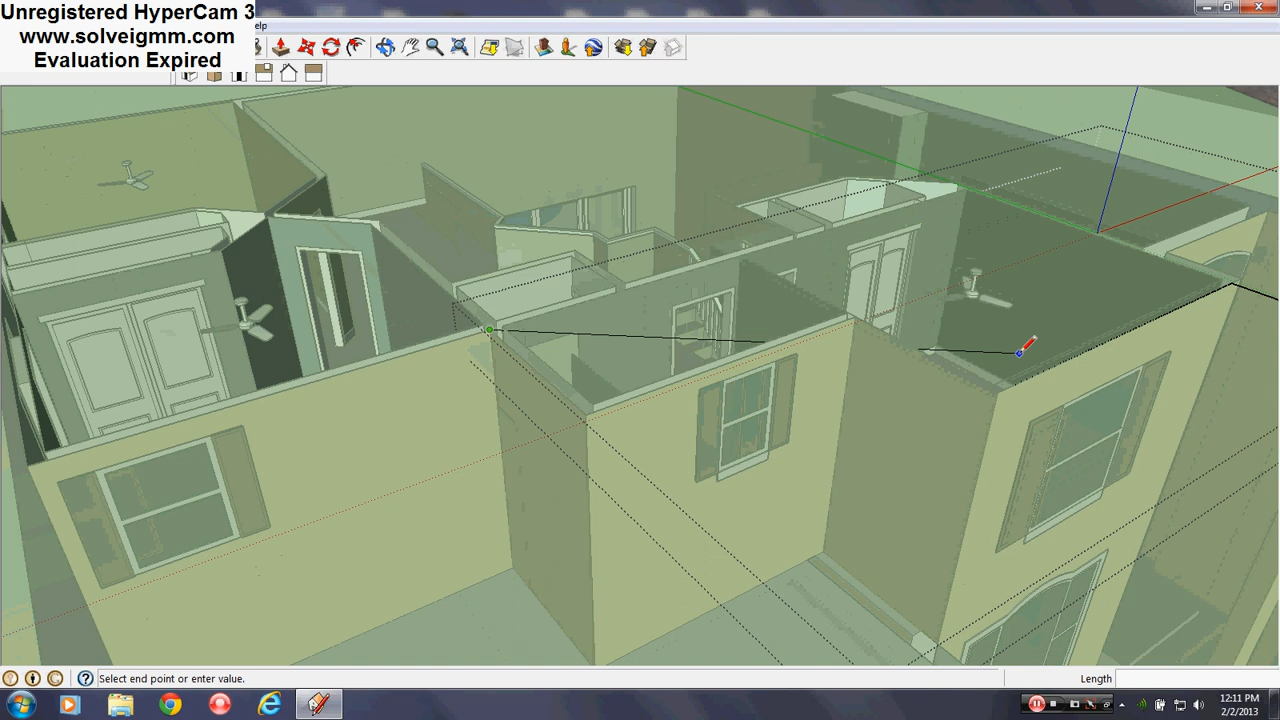 Unregistered HyperCam 3
www.solveigmm.com
Evaluation Expired
elp
Select end point or enter value.
Length
12:11 PM
2/2/2013